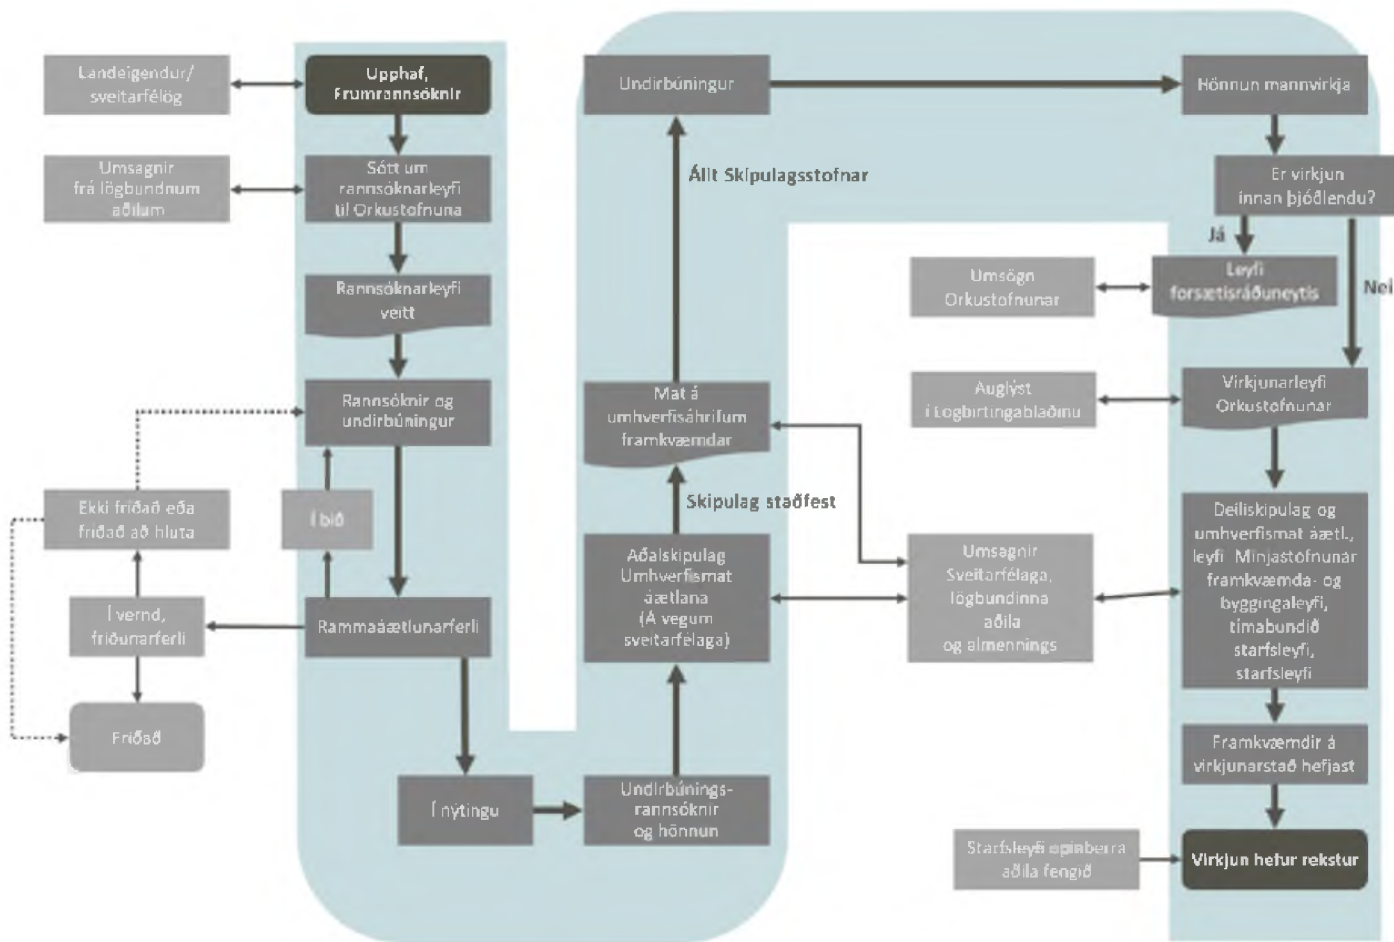 Landeigendur/
sveitarfélög
Upphaf,
Frumrannsóknir
Umsagnir
frá lögbundnum
aðilum
Sótt um
rannsóknarleyfi
til Orkustofnuna
Rannsóknarleyfi
veitt
Rannsóknir og
undirbúningur
Ekki friðað eða
friðað að hluta
Í bið
Í vernd,
friðunarferli
Rammaáætlunarferli
Friðað
Í nýtingu
Undirbúnings-
rannsóknir
og hönnun
Aðalskipulag
Umhverfismat
áætlana
(Á vegum
sveitarfélaga)
Skipulag staðfest
Mat á
umhverfisáhrifum
framkvæmdar
Állt Skipulagsstofnar
Undirbúningur
Hönnun mannvirkja
Er virkjun
innan þjóðlendu?
Já
Nei
Umsögn
Orkustofnunar
Leyfi
forsætisráðuneytis
Auglýst
í Logbirtingablaðinu
Virkjunarleyfi
Orkustofnunar
Umsagnir
Sveitarfélaga,
lögbundinna
aðila
og almennings
Deiliskipulag og
umhverfismat áætl.,
leyfi Minjastofnunar
framkvæmda- og
byggingaleyfi,
tímabundið
starfsleyfi,
starfsleyfi
Framkvæmdir á
virkjunarstað hefjast
Starfsleyfi opinberra
aðila fengið
Virkjun hefur rekstur